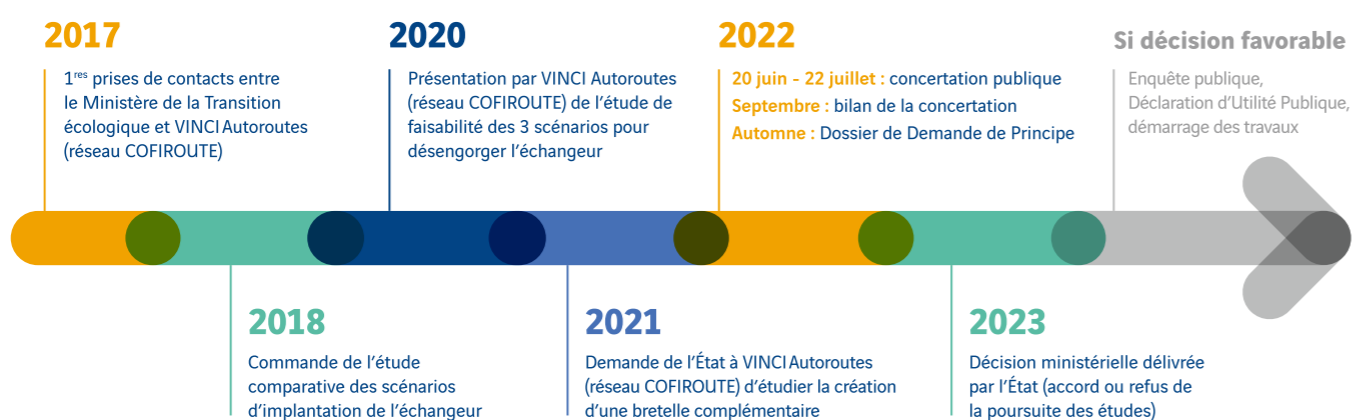 2017
1res prises de contacts entre
le Ministère de la Transition
écologique et VINCI Autoroutes
(réseau COFIROUTE)
2018
Commande de l'étude
comparative des scénarios
d'implantation de l'échangeur
2020
Présentation par VINCI Autoroutes
(réseau COFIROUTE) de l'étude de
faisabilité des 3 scénarios pour
désengorger l'échangeur
2021
Demande de l'État à VINCI Autoroutes
(réseau COFIROUTE) d'étudier la création
d'une bretelle complémentaire
2022
20 juin - 22 juillet : concertation publique
Septembre : bilan de la concertation
Automne : Dossier de Demande de Principe
2023
Décision ministérielle délivrée
par l'État (accord ou refus de
la poursuite des études)
Si décision favorable
Enquête publique,
Déclaration d'Utilité Publique,
démarrage des travaux